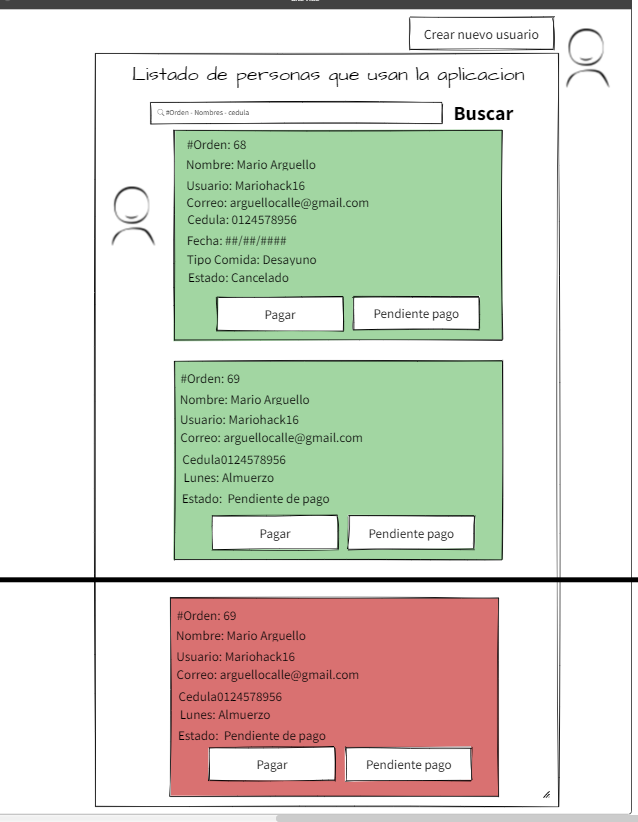 Crear nuevo usuario
Listado de personas que usan la aplicacion
#Orden - Nombres - cedula
Buscar
#Orden: 68
Nombre: Mario Arguello
Usuario: Mariohack16
Correo: arguellocalle@gmail.com
Cedula: 0124578956
Fecha: ##/##/####
Tipo Comida: Desayuno
Estado: Cancelado
Pagar
Pendiente pago
#Orden: 69
Nombre: Mario Arguello
Usuario: Mariohack16
Correo: arguellocalle@gmail.com
Cedula0124578956
Lunes: Almuerzo
Estado: Pendiente de pago
Pagar
Pendiente pago
#Orden: 69
Nombre: Mario Arguello
Usuario: Mariohack16
Correo: arguellocalle@gmail.com
Cedula0124578956
Lunes: Almuerzo
Estado: Pendiente de pago
Pagar
Pendiente pago